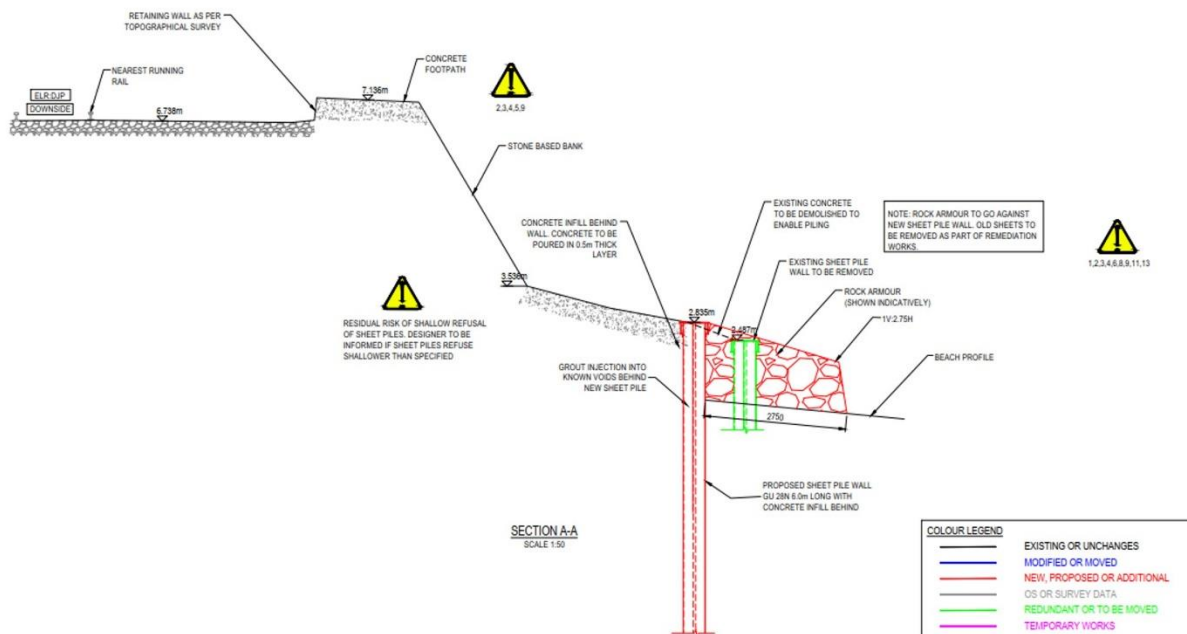 RETAINING WALL AS PER
TOPOGRAPHICAL SURVEY
NEAREST RUNNING
RAIL
ELR:DJP
DOWNSIDE
6.738m
7.136m
CONCRETE
FOOTPATH
2,3,4,5,9
STONE BASED BANK
CONCRETE INFILL BEHIND
WALL. CONCRETE TO BE
POURED IN 0.5m THICK
LAYER
EXISTING CONCRETE
TO BE DEMOLISHED TO
ENABLE PILING
NOTE: ROCK ARMOUR TO GO AGAINST
NEW SHEET PILE WALL. OLD SHEETS TO
BE REMOVED AS PART OF REMEDIATION
WORKS.
1,2,3,4,6,8,9,11,13
EXISTING SHEET PILE
WALL TO BE REMOVED
ROCK ARMOUR
(SHOWN INDICATIVELY)
1V-2.75H
3.536m
2.835m
2.487m
RESIDUAL RISK OF SHALLOW REFUSAL
OF SHEET PILES. DESIGNER TO BE
INFORMED IF SHEET PILES REFUSE
SHALLOWER THAN SPECIFIED
GROUT INJECTION INTO
KNOWN VOIDS BEHIND
NEW SHEET PILE
BEACH PROFILE
2750
PROPOSED SHEET PILE WALL
GU 28N 6.0m LONG WITH
CONCRETE INFILL BEHIND
SECTION A-A
SCALE 1:50
COLOUR LEGEND
EXISTING OR UNCHANGES
MODIFIED OR MOVED
NEW, PROPOSED OR ADDITIONAL
OS OR SURVEY DATA
REDUNDANT OR TO BE MOVED
TEMPORARY WORKS